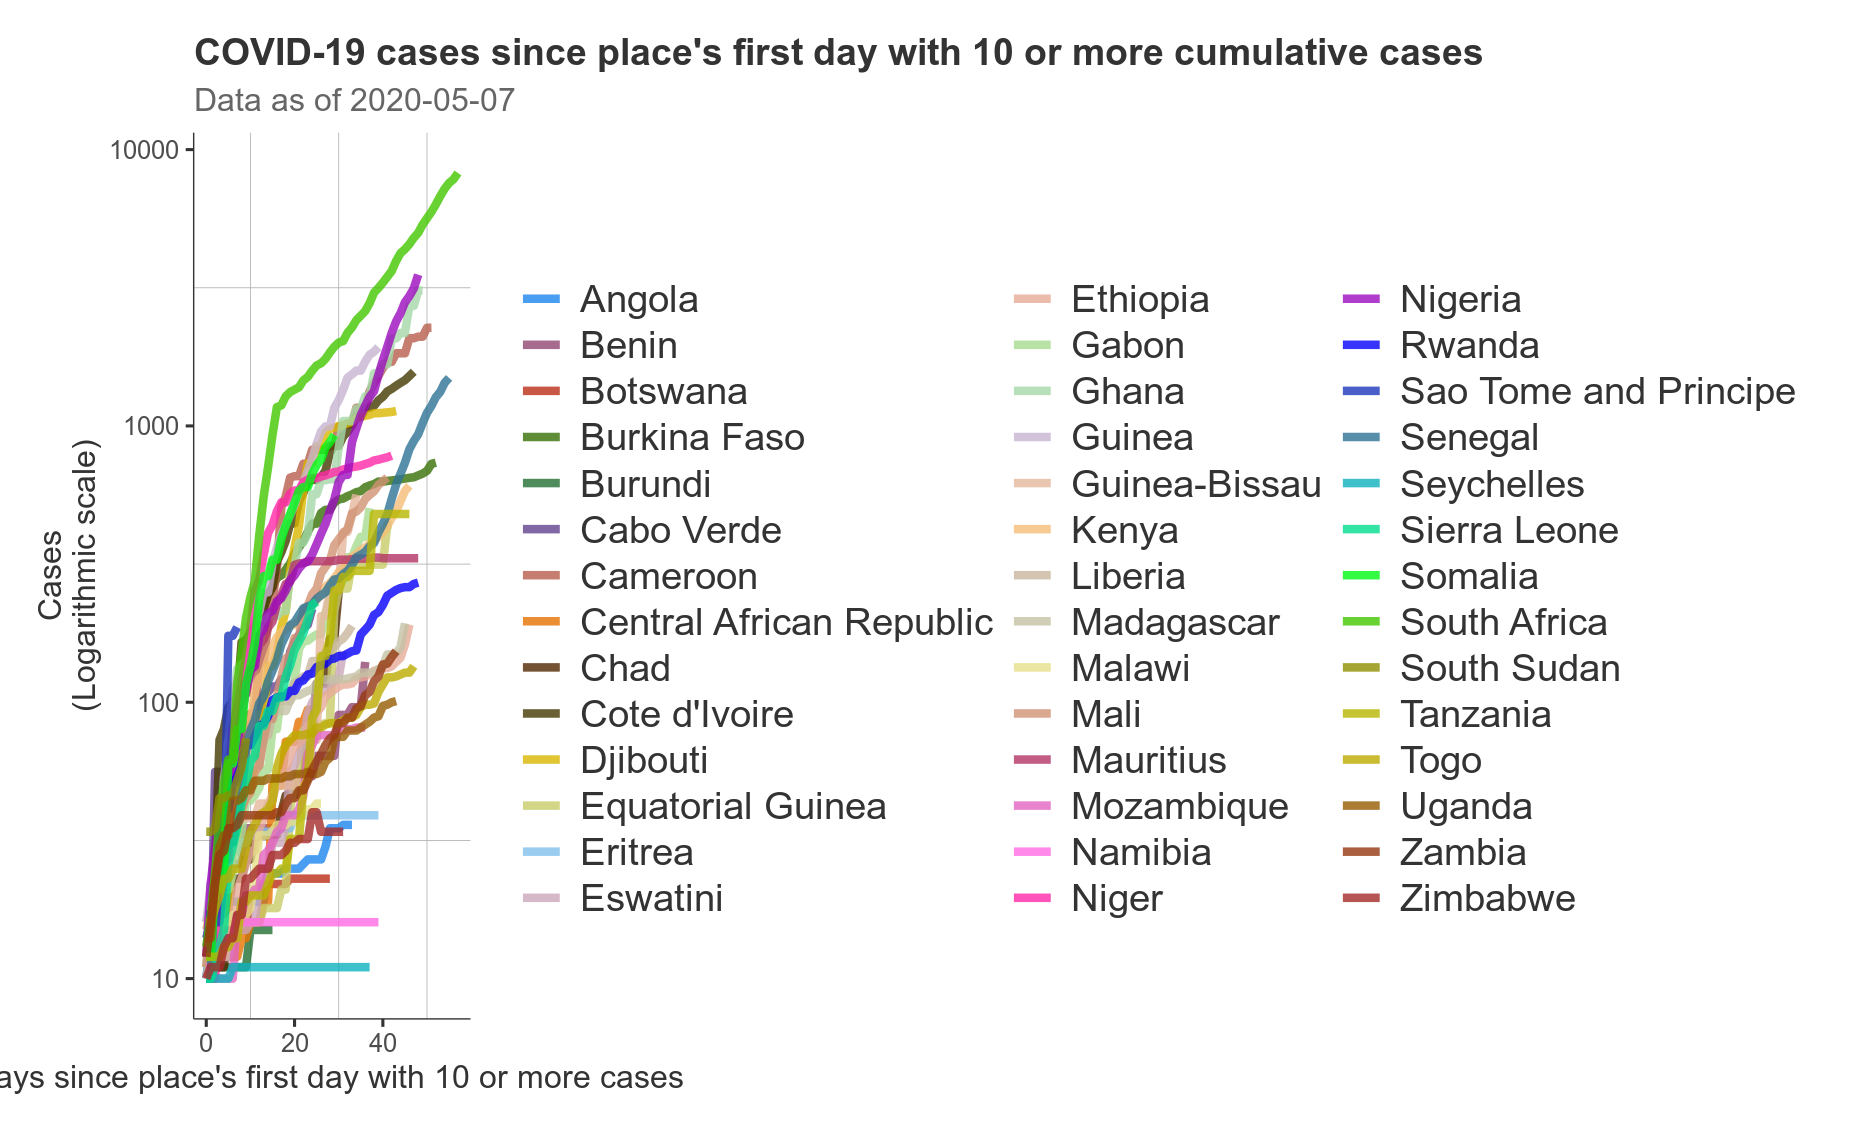 COVID-19 cases since place's first day with 10 or more cumulative cases
Data as of 2020-05-07
10000
1000
100
10
Cases
(Logarithmic scale)
0 20 40
ays since place's first day with 10 or more cases
Angola
Benin
Botswana
Burkina Faso
Burundi
Cabo Verde
Cameroon
Central African Republic
Chad
Cote d'Ivoire
Djibouti
Equatorial Guinea
Eritrea
Eswatini
Ethiopia
Gabon
Ghana
Guinea
Guinea-Bissau
Kenya
Liberia
Madagascar
Malawi
Mali
Mauritius
Mozambique
Namibia
Niger
Nigeria
Rwanda
Sao Tome and Principe
Senegal
Seychelles
Sierra Leone
Somalia
South Africa
South Sudan
Tanzania
Togo
Uganda
Zambia
Zimbabwe